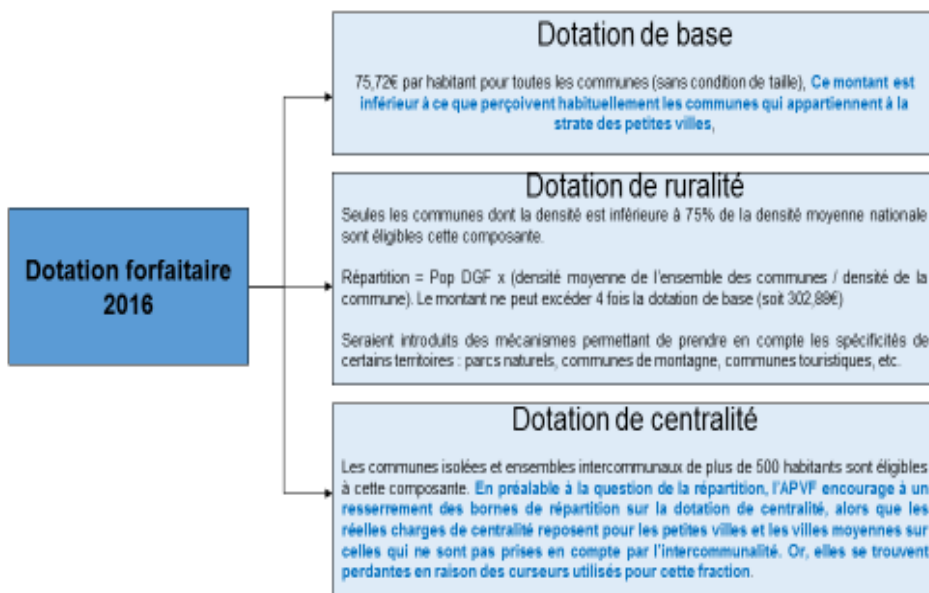 Dotation de base
75,72€ par habitant pour toutes les communes (sans condition de taille), Ce montant est
inférieur à ce que perçoivent habituellement les communes qui appartiennent à la
strate des petites villes,
Dotation de ruralité
Seules les communes dont la densité est inférieure à 75% de la densité moyenne nationale
sont éligibles cette composante.
Répartition = Pop DGF x (densité moyenne de l'ensemble des communes / densité de la
commune). Le montant ne peut excéder 4 fois la dotation de base (soit 302,88€)
Seraient introduits des mécanismes permettant de prendre en compte les spécificités de
certains territoires : parcs naturels, communes de montagne, communes touristiques, etc.
Dotation forfaitaire
2016
Dotation de centralité
Les communes isolées et ensembles intercommunaux de plus de 500 habitants sont éligibles
à cette composante. En préalable à la question de la répartition, l'APVF encourage à un
resserrement des bornes de répartition sur la dotation de centralité, alors que les
réelles charges de centralité reposent pour les petites villes et les villes moyennes sur
celles qui ne sont pas prises en compte par l'intercommunalité. Or, elles se trouvent
perdantes en raison des curseurs utilisés pour cette fraction.